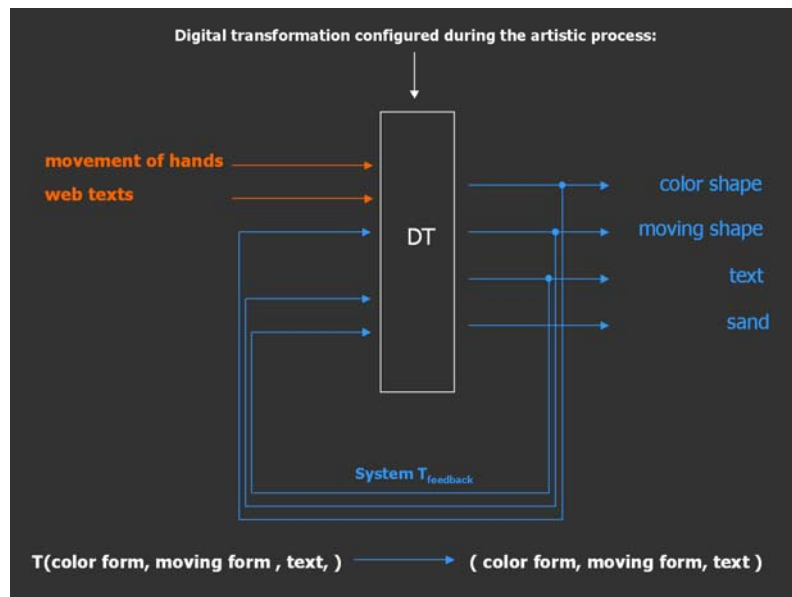 Digital transformation configured during the artistic process:
movement of hands
web texts
DT
color shape
moving shape
text
sand
System Tfeedback
T(color form, moving form , text, ) ( color form, moving form, text )